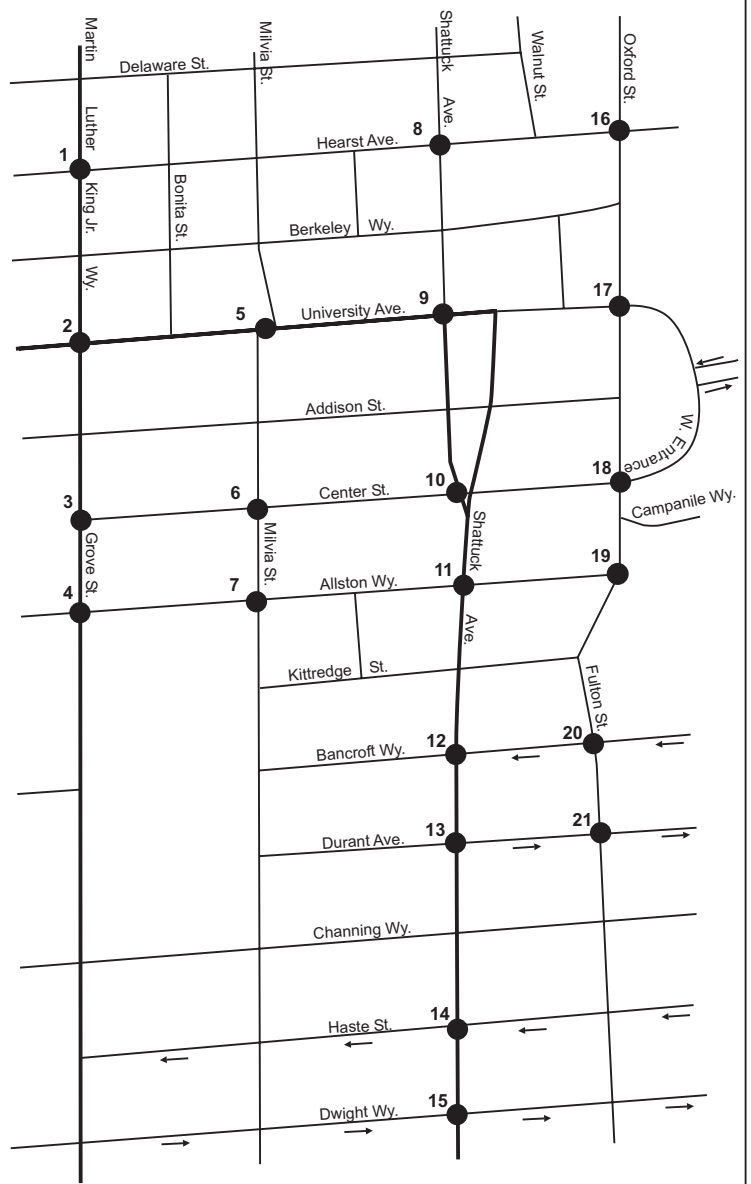 Martin
Luther
King Jr.
Wy.
Delaware St.
Milvia St.
Shattuck
Ave.
Walnut St.
Oxford St.
1
Hearst Ave.
8
16
Bonita St.
Berkeley Wy.
2
5
University Ave.
9
17
Addison St.
W. Entrance
3
6
Center St.
10
18
Campanile Wy.
Grove St.
Milvia St.
Shattuck
Ave.
4
7
Allston Wy.
11
19
Kittredge St.
Fulton St.
Bancroft Wy.
12
20
Durant Ave.
13
21
Channing Wy.
Haste St.
14
Dwight Wy.
15